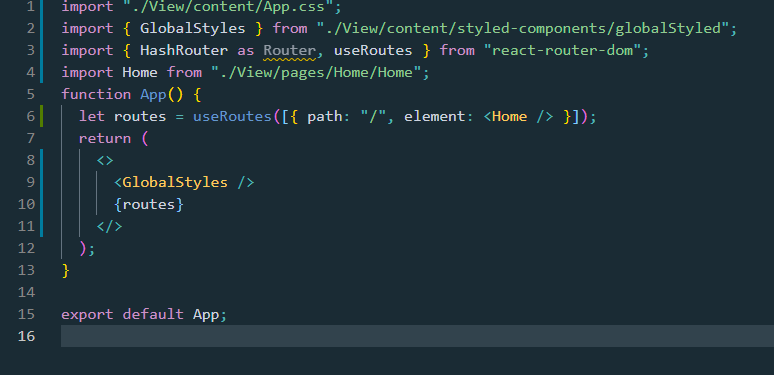 1 import "./View/content/App.css";
2 import { GlobalStyles } from "./View/content/styled-components/globalStyled";
3 import { HashRouter as Router, useRoutes } from "react-router-dom";
4 import Home from "./View/pages/Home/Home";
5 function App() {
6   let routes = useRoutes([{ path: "/", element: <Home /> }]);
7   return (
8     <>
9       <GlobalStyles />
10       {routes}
11     </>
12   );
13 }
14
15 export default App;
16